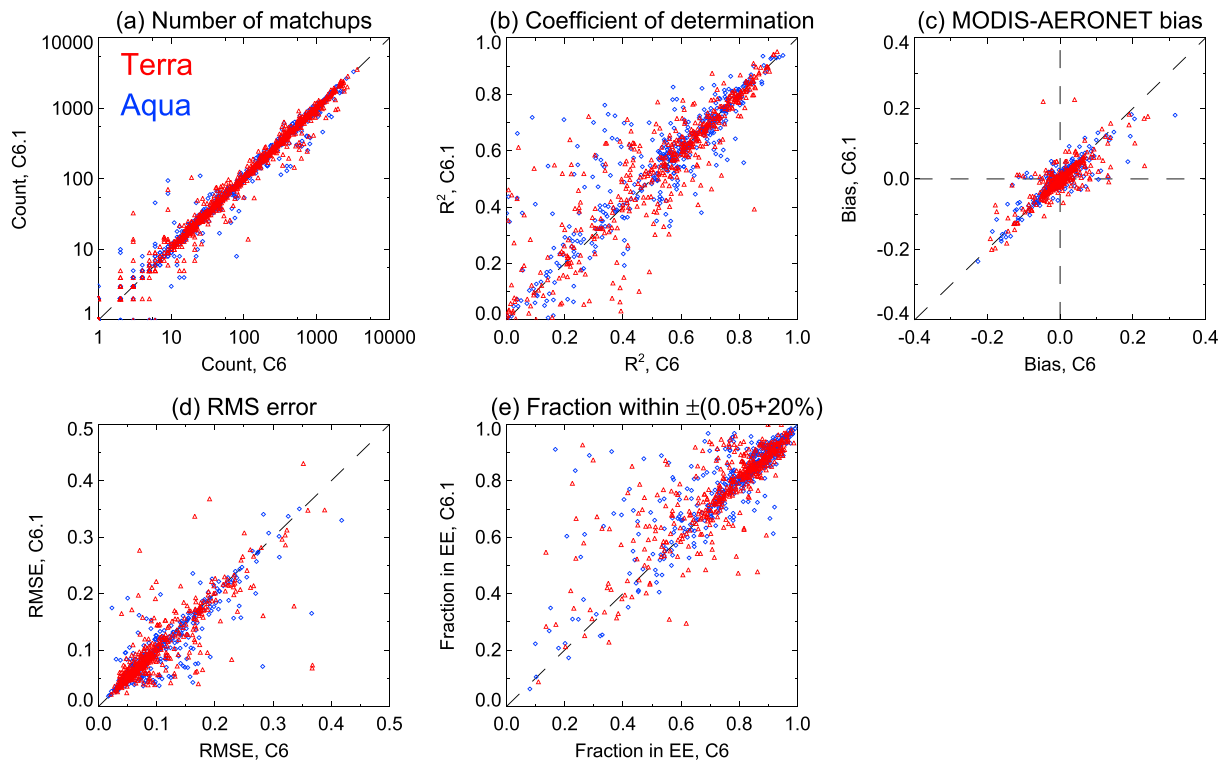 (a) Number of matchups
10000
1000
100
10
1
Count, C6.1
Terra
Aqua
1 10 100 1000 10000
Count, C6
(b) Coefficient of determination
1.0
0.8
0.6
0.4
0.2
0.0
R², C6.1
0.0 0.2 0.4 0.6 0.8 1.0
R², C6
(c) MODIS-AERONET bias
0.4
0.2
0.0
-0.2
-0.4
Bias, C6.1
-0.4 -0.2 0.0 0.2 0.4
Bias, C6
(d) RMS error
0.5
0.4
0.3
0.2
0.1
0.0
RMSE, C6.1
0.0 0.1 0.2 0.3 0.4 0.5
RMSE, C6
(e) Fraction within ±(0.05+20%)
1.0
0.8
0.6
0.4
0.2
0.0
Fraction in EE, C6.1
0.0 0.2 0.4 0.6 0.8 1.0
Fraction in EE, C6